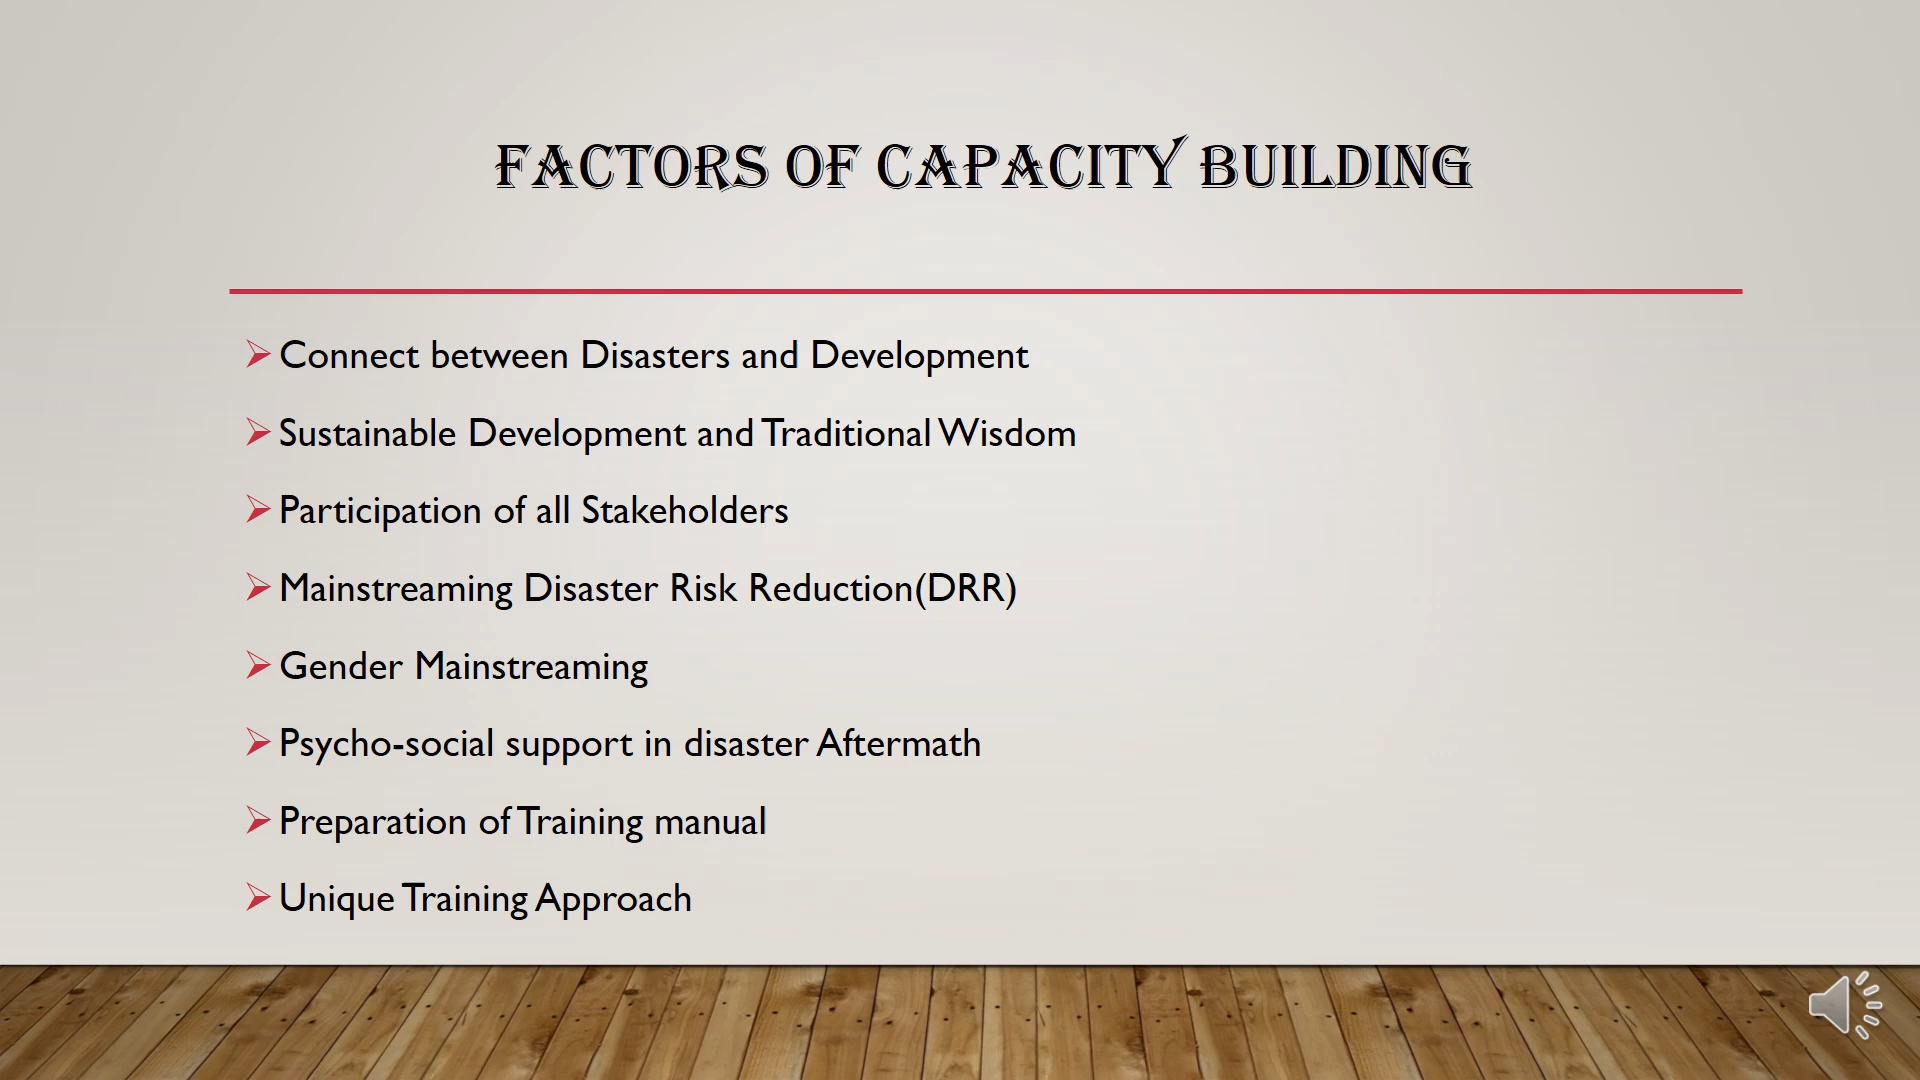 FACTORS OF CAPACITY BUILDING
Connect between Disasters and Development
Sustainable Development and Traditional Wisdom
Participation of all Stakeholders
Mainstreaming Disaster Risk Reduction(DRR)
Gender Mainstreaming
Psycho-social support in disaster Aftermath
Preparation of Training manual
Unique Training Approach